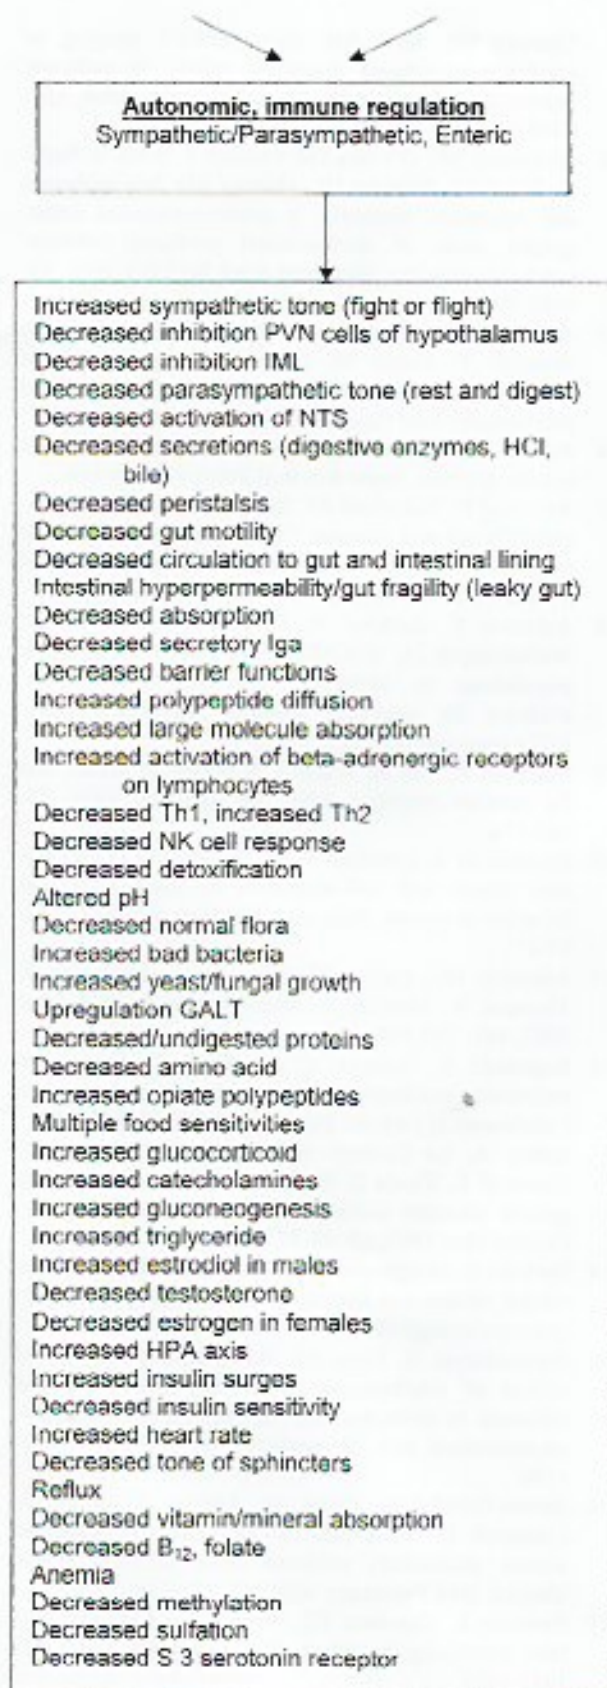 Autonomic, immune regulation
Sympathetic/Parasympathetic, Enteric
Increased sympathetic tone (fight or flight)
Decreased inhibition PVN cells of hypothalamus
Decreased inhibition IML
Decreased parasympathetic tone (rest and digest)
Decreased activation of NTS
Decreased secretions (digestive enzymes, HCl,
bile)
Decreased peristalsis
Decreased gut motility
Decreased circulation to gut and intestinal lining
Intestinal hyperpermeability/gut fragility (leaky gut)
Decreased absorption
Decreased secretory Iga
Decreased barrier functions
Increased polypeptide diffusion
Increased large molecule absorption
Increased activation of beta-adrenergic receptors
on lymphocytes
Decreased Th1, increased Th2
Decreased NK cell response
Decreased detoxification
Altered pH
Decreased normal flora
Increased bad bacteria
Increased yeast/fungal growth
Upregulation GALT
Decreased/undigested proteins
Decreased amino acid
Increased opiate polypeptides
Multiple food sensitivities
Increased glucocorticoid
Increased catecholamines
Increased gluconeogenesis
Increased triglyceride
Increased estrodiol in males
Decreased testosterone
Decreased estrogen in females
Increased HPA axis
Increased insulin surges
Decreased insulin sensitivity
Increased heart rate
Decreased tone of sphincters
Reflux
Decreased vitamin/mineral absorption
Decreased B₁₂, folate
Anemia
Decreased methylation
Decreased sulfation
Decreased S 3 serotonin receptor